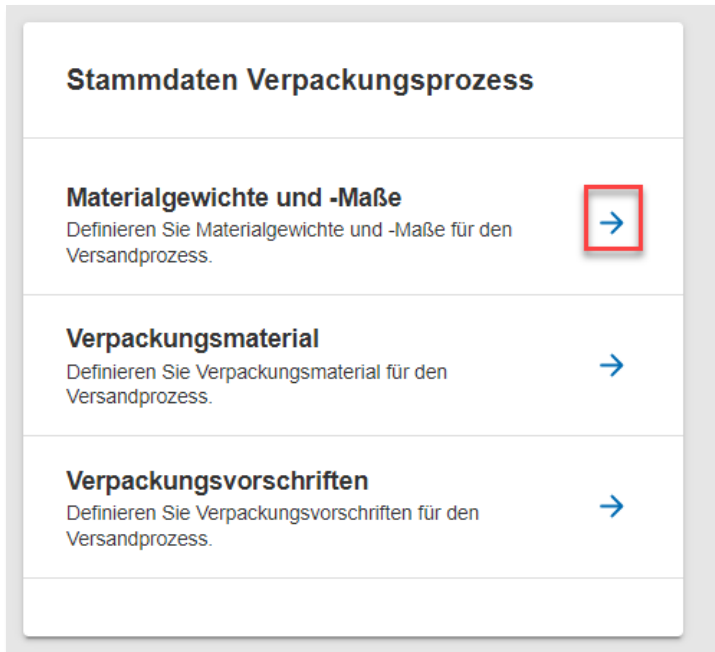 Stammdaten Verpackungsprozess
Materialgewichte und -Maße
Definieren Sie Materialgewichte und -Maße für den
Versandprozess.
Verpackungsmaterial
Definieren Sie Verpackungsmaterial für den
Versandprozess.
Verpackungsvorschriften
Definieren Sie Verpackungsvorschriften für den
Versandprozess.